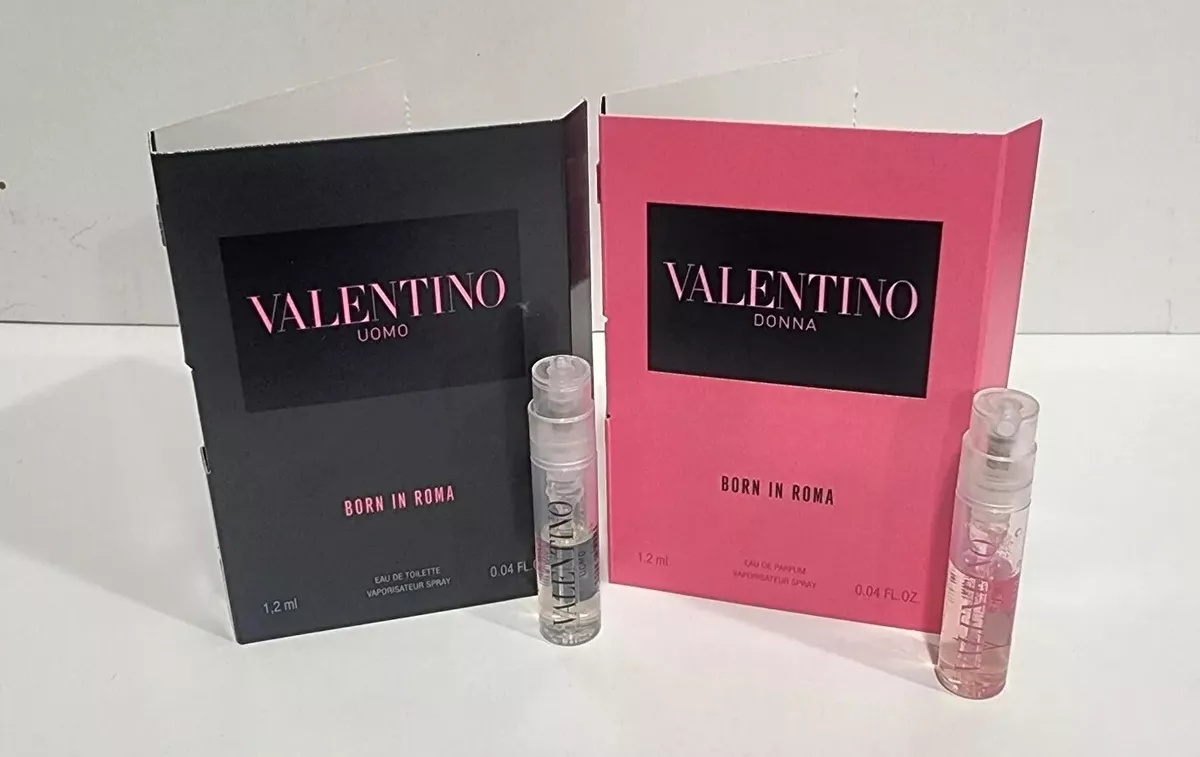 VALENTINO
UOMO
BORN IN ROMA
EAU DE TOILETTE
VAPORISATEUR SPRAY
1,2 ml
0.04 FL.
VALENTINO
UOMO
VALENTINO
DONNA
BORN IN ROMA
1.2 ml
EAU DE PARFUM
VAPORISATEUR SPRAY
0.04 FL.OZ.
VALENTINO